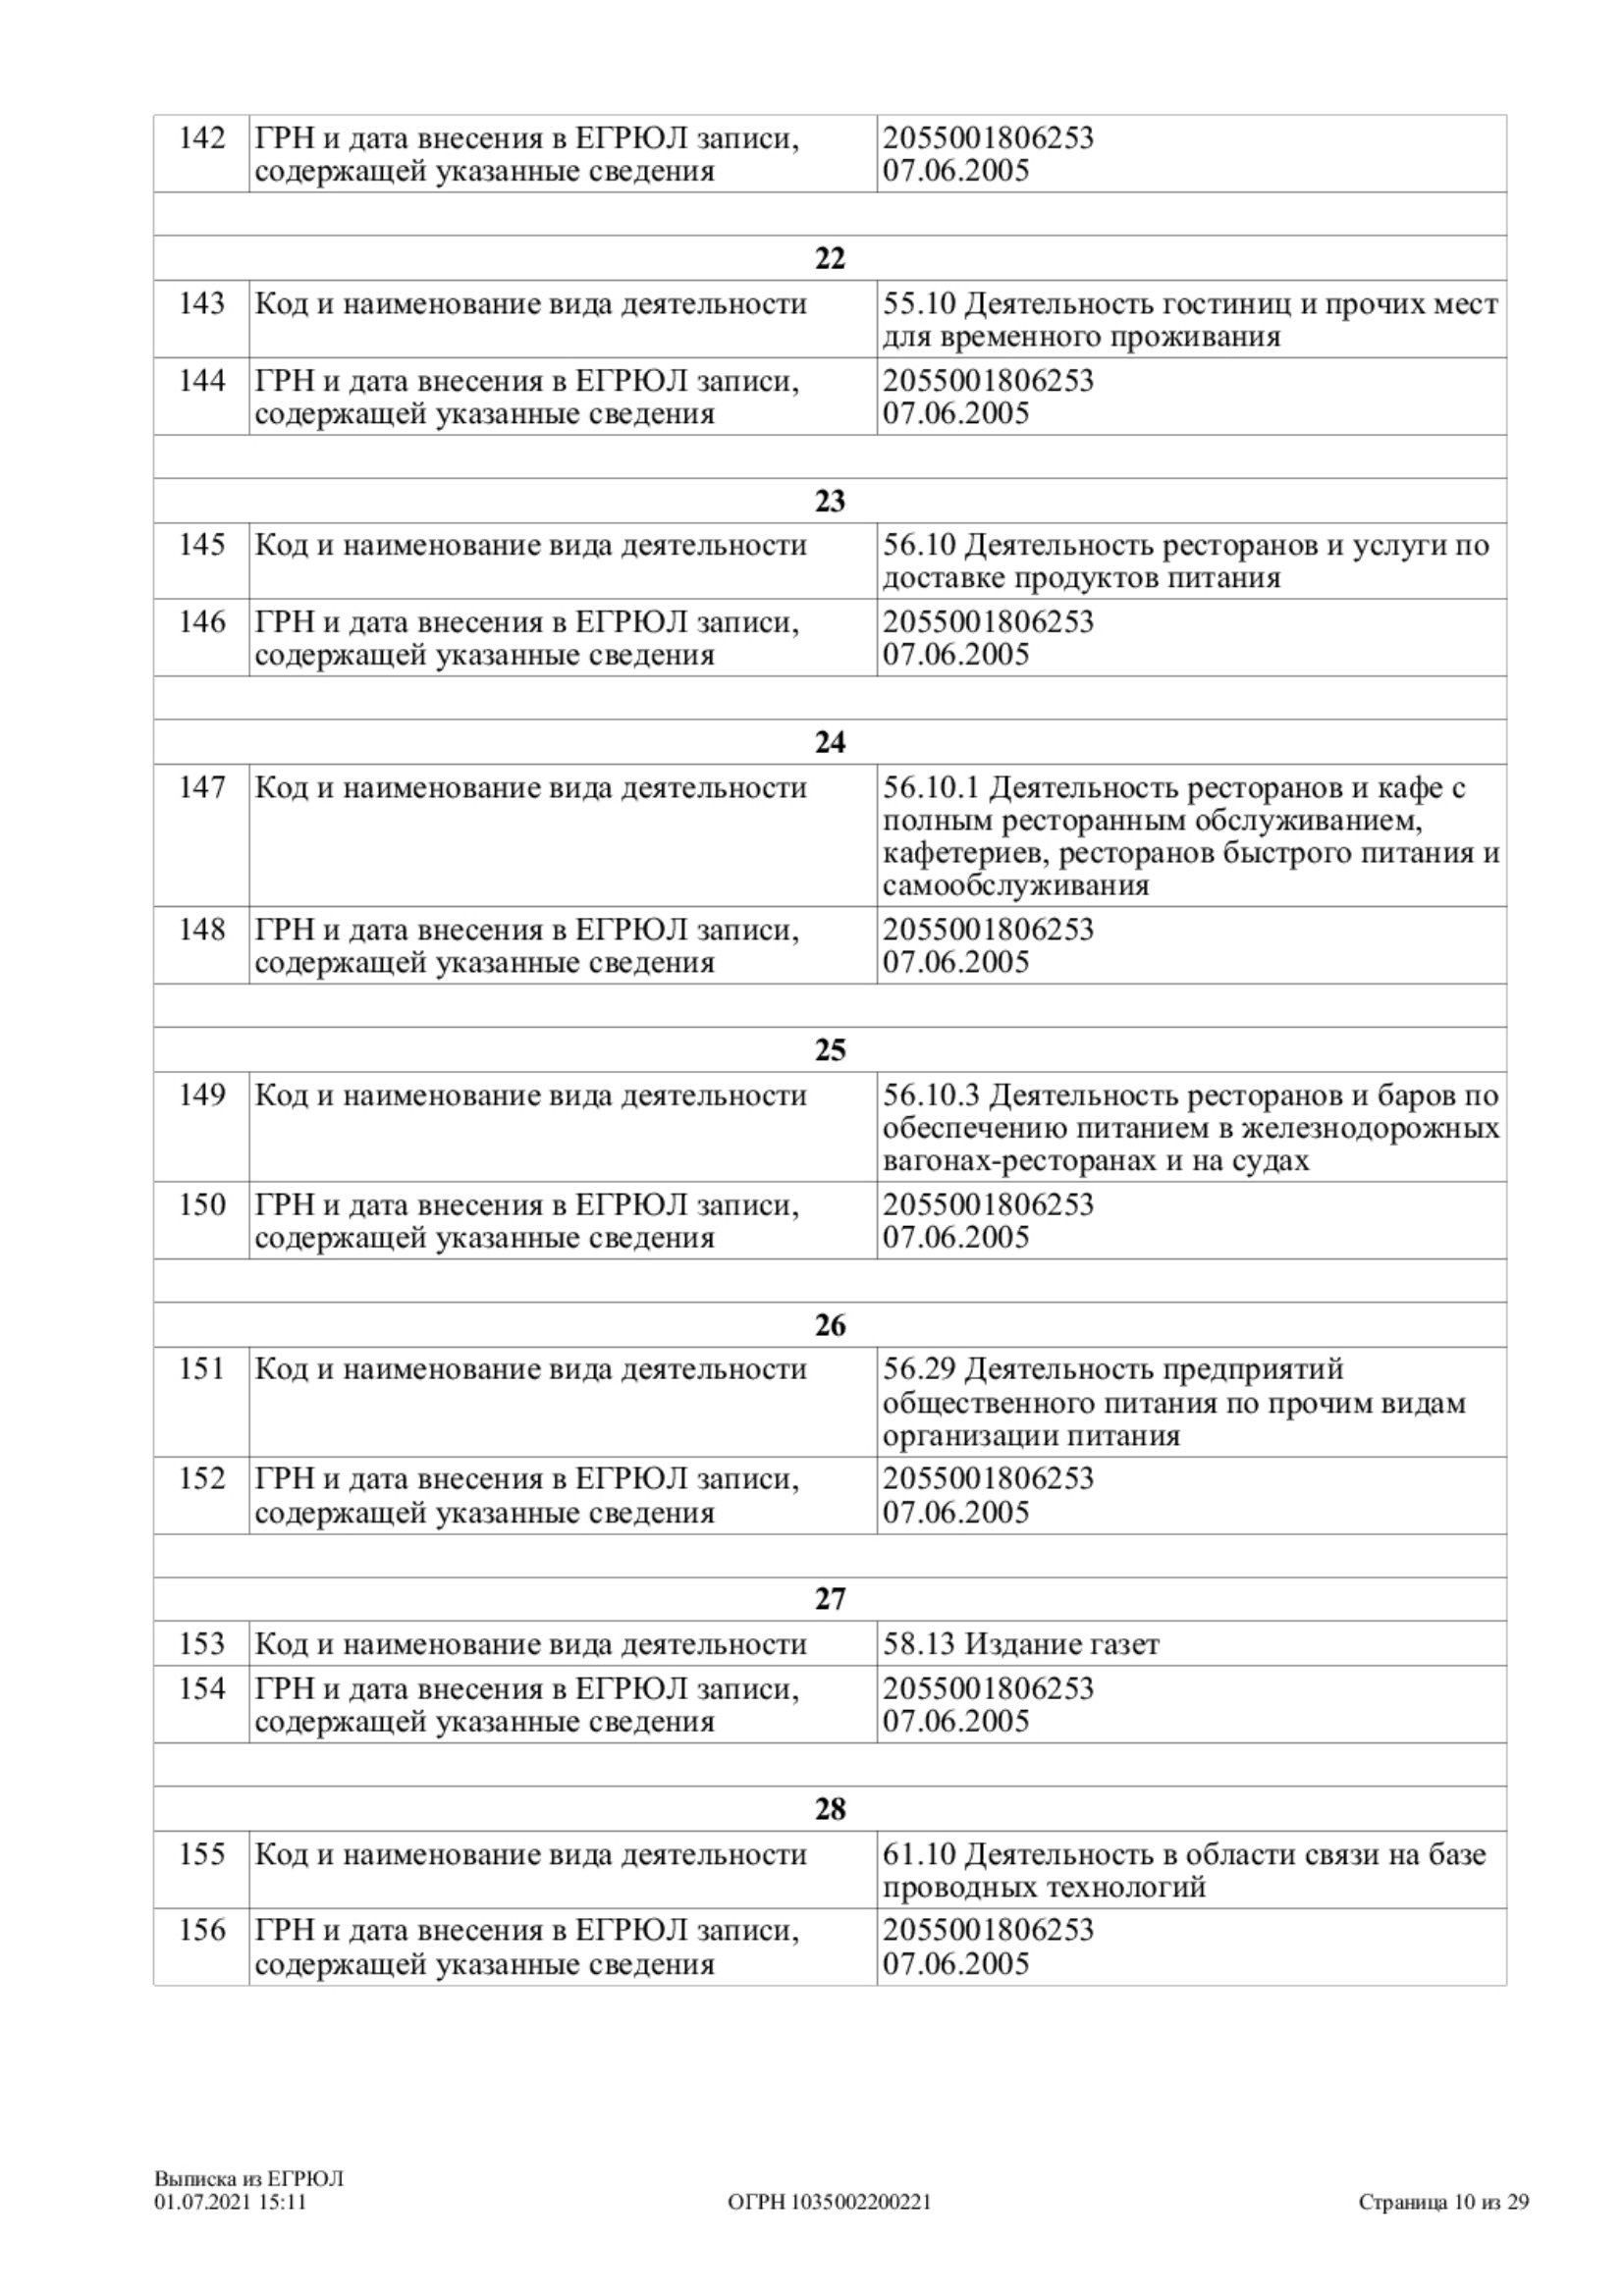 142 ГРН и дата внесения в ЕГРЮЛ записи, 2055001806253
содержащей указанные сведения 07.06.2005
22
143 Код и наименование вида деятельности 55.10 Деятельность гостиниц и прочих мест
для временного проживания
144 ГРН и дата внесения в ЕГРЮЛ записи, 2055001806253
содержащей указанные сведения 07.06.2005
23
145 Код и наименование вида деятельности 56.10 Деятельность ресторанов и услуги по
доставке продуктов питания
146 ГРН и дата внесения в ЕГРЮЛ записи, 2055001806253
содержащей указанные сведения 07.06.2005
24
147 Код и наименование вида деятельности 56.10.1 Деятельность ресторанов и кафе с
полным ресторанным обслуживанием,
кафетериев, ресторанов быстрого питания и
самообслуживания
148 ГРН и дата внесения в ЕГРЮЛ записи, 2055001806253
содержащей указанные сведения 07.06.2005
25
149 Код и наименование вида деятельности 56.10.3 Деятельность ресторанов и баров по
обеспечению питанием в железнодорожных
вагонах-ресторанах и на судах
150 ГРН и дата внесения в ЕГРЮЛ записи, 2055001806253
содержащей указанные сведения 07.06.2005
26
151 Код и наименование вида деятельности 56.29 Деятельность предприятий
общественного питания по прочим видам
организации питания
152 ГРН и дата внесения в ЕГРЮЛ записи, 2055001806253
содержащей указанные сведения 07.06.2005
27
153 Код и наименование вида деятельности 58.13 Издание газет
154 ГРН и дата внесения в ЕГРЮЛ записи, 2055001806253
содержащей указанные сведения 07.06.2005
28
155 Код и наименование вида деятельности 61.10 Деятельность в области связи на базе
проводных технологий
156 ГРН и дата внесения в ЕГРЮЛ записи, 2055001806253
содержащей указанные сведения 07.06.2005
Выписка из ЕГРЮЛ
01.07.2021 15:11 ОГРН 1035002200221 Страница 10 из 29